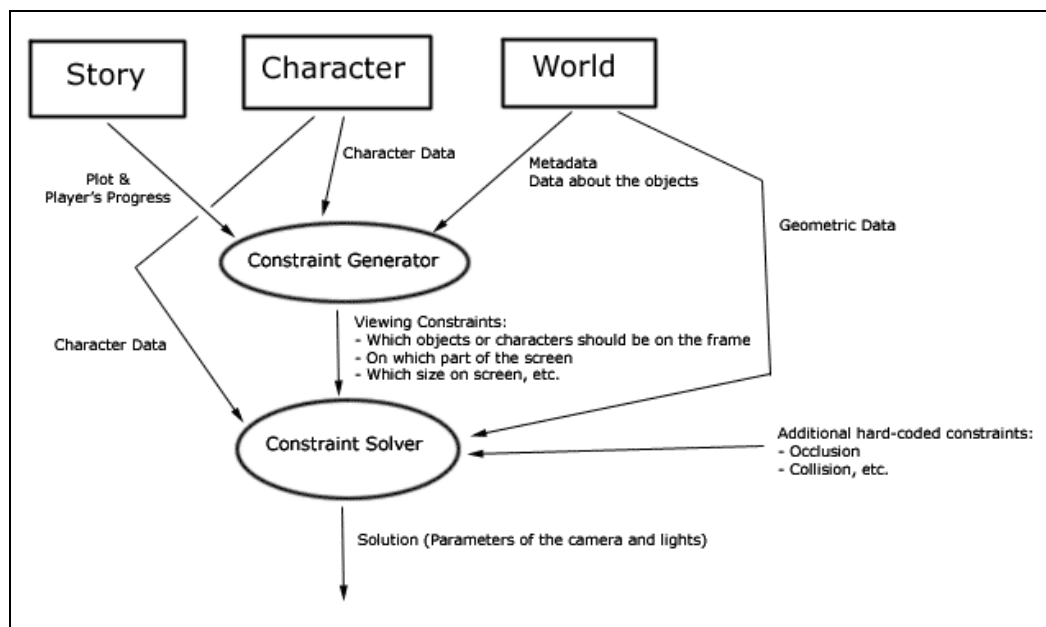 Story
Character
World
Character Data
Plot &
Player's Progress
Metadata
Data about the objects
Geometric Data
Constraint Generator
Viewing Constraints:
- Which objects or characters should be on the frame
- On which part of the screen
- Which size on screen, etc.
Character Data
Constraint Solver
Additional hard-coded constraints:
- Occlusion
- Collision, etc.
Solution (Parameters of the camera and lights)